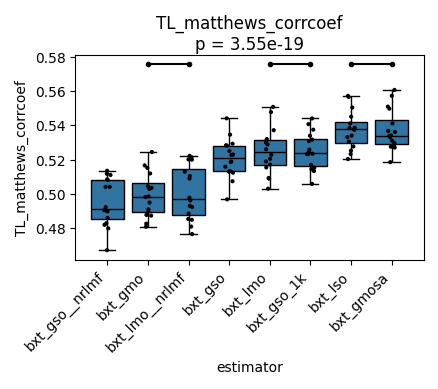 TL_matthews_corrcoef
p = 3.55e-19
TL_matthews_corrcoef
0.58
0.56
0.54
0.52
0.50
0.48
bxt_gso__nrlmf
bxt_gmo
bxt_lmo__nrlmf
bxt_gso
bxt_lmo
bxt_gso_1k
bxt_lso
bxt_gmosa
estimator